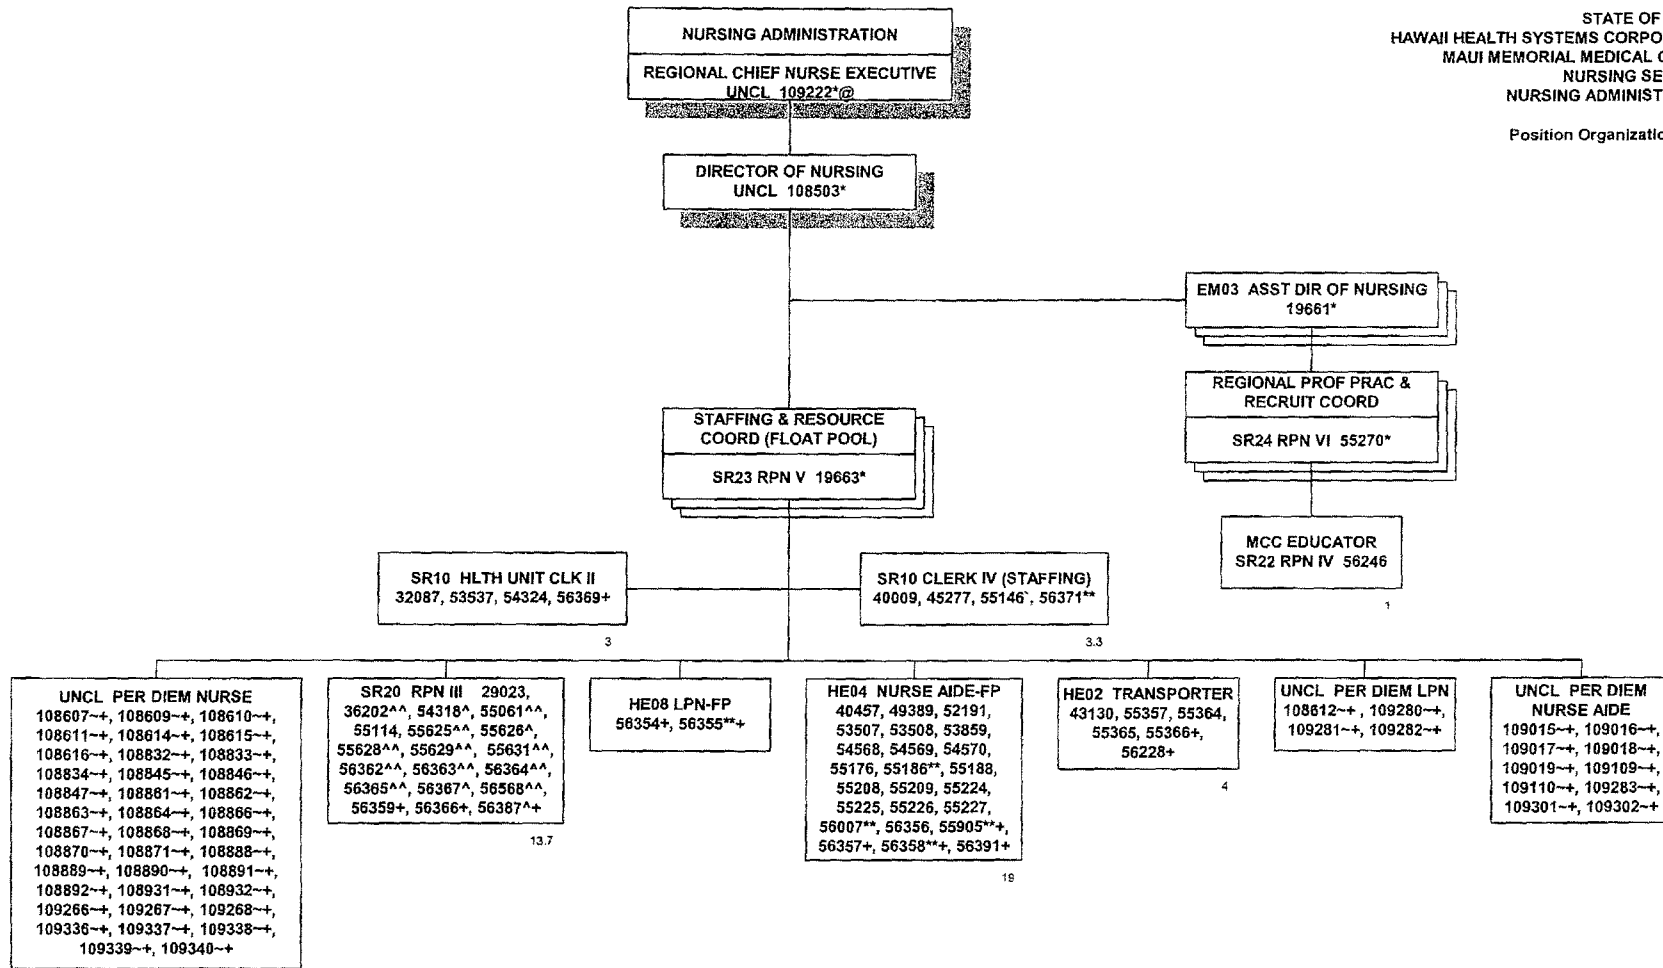 STATE OF
HAWAII HEALTH SYSTEMS CORPO
MAUI MEMORIAL MEDICAL
NURSING SE
NURSING ADMINIST
Position Organizatio
NURSING ADMINISTRATION
REGIONAL CHIEF NURSE EXECUTIVE
UNCL 109222*@
DIRECTOR OF NURSING
UNCL 108503*
EM03 ASST DIR OF NURSING
19661*
REGIONAL PROF PRAC &
RECRUIT COORD
SR24 RPN VI 55270*
MCC EDUCATOR
SR22 RPN IV 56246
1
STAFFING & RESOURCE
COORD (FLOAT POOL)
SR23 RPN V 19663*
SR10 HLTH UNIT CLK II
32087, 53537, 54324, 56369+
3
SR10 CLERK IV (STAFFING)
40009, 45277, 55146`, 56371**
3.3
UNCL PER DIEM NURSE
108607~+, 108609~+, 108610~+,
108611~+, 108614~+, 108615~+,
108616~+, 108832~+, 108833~+,
108834~+, 108845~+, 108846~+,
108847~+, 108861~+, 108862~+,
108863~+, 108864~+, 108866~+,
108867~+, 108868~+, 108869~+,
108870~+, 108871~+, 108888~+,
108889~+, 108890~+, 108891~+,
108892~+, 108931~+, 108932~+,
109266~+, 109267~+, 109268~+,
109336~+, 109337~+, 109338~+,
109339~+, 109340~+
SR20 RPN III 29023,
36202^^, 54318^, 55061^^,
55114, 55625^^, 55626^,
55628^^, 55629^^, 55631^^,
56362^^, 56363^^, 56364^^,
56365^^, 56367^, 56568^^,
56359+, 56366+, 56387^+
13.7
HE08 LPN-FP
56354+, 56355**+
HE04 NURSE AIDE-FP
40457, 49389, 52191,
53507, 53508, 53859,
54568, 54569, 54570,
55176, 55186**, 55188,
55208, 55209, 55224,
55225, 55226, 55227,
56007**, 56356, 55905**+,
56357+, 56358**+, 56391+
19
HE02 TRANSPORTER
43130, 55357, 55364,
55365, 55366+,
56228+
4
UNCL PER DIEM LPN
108612~+, 109280~+,
109281~+, 109282~+
UNCL PER DIEM
NURSE AIDE
109015~+, 109016~+,
109017~+, 109018~+,
109019~+, 109109~+,
109110~+, 109283~+,
109301~+, 109302~+